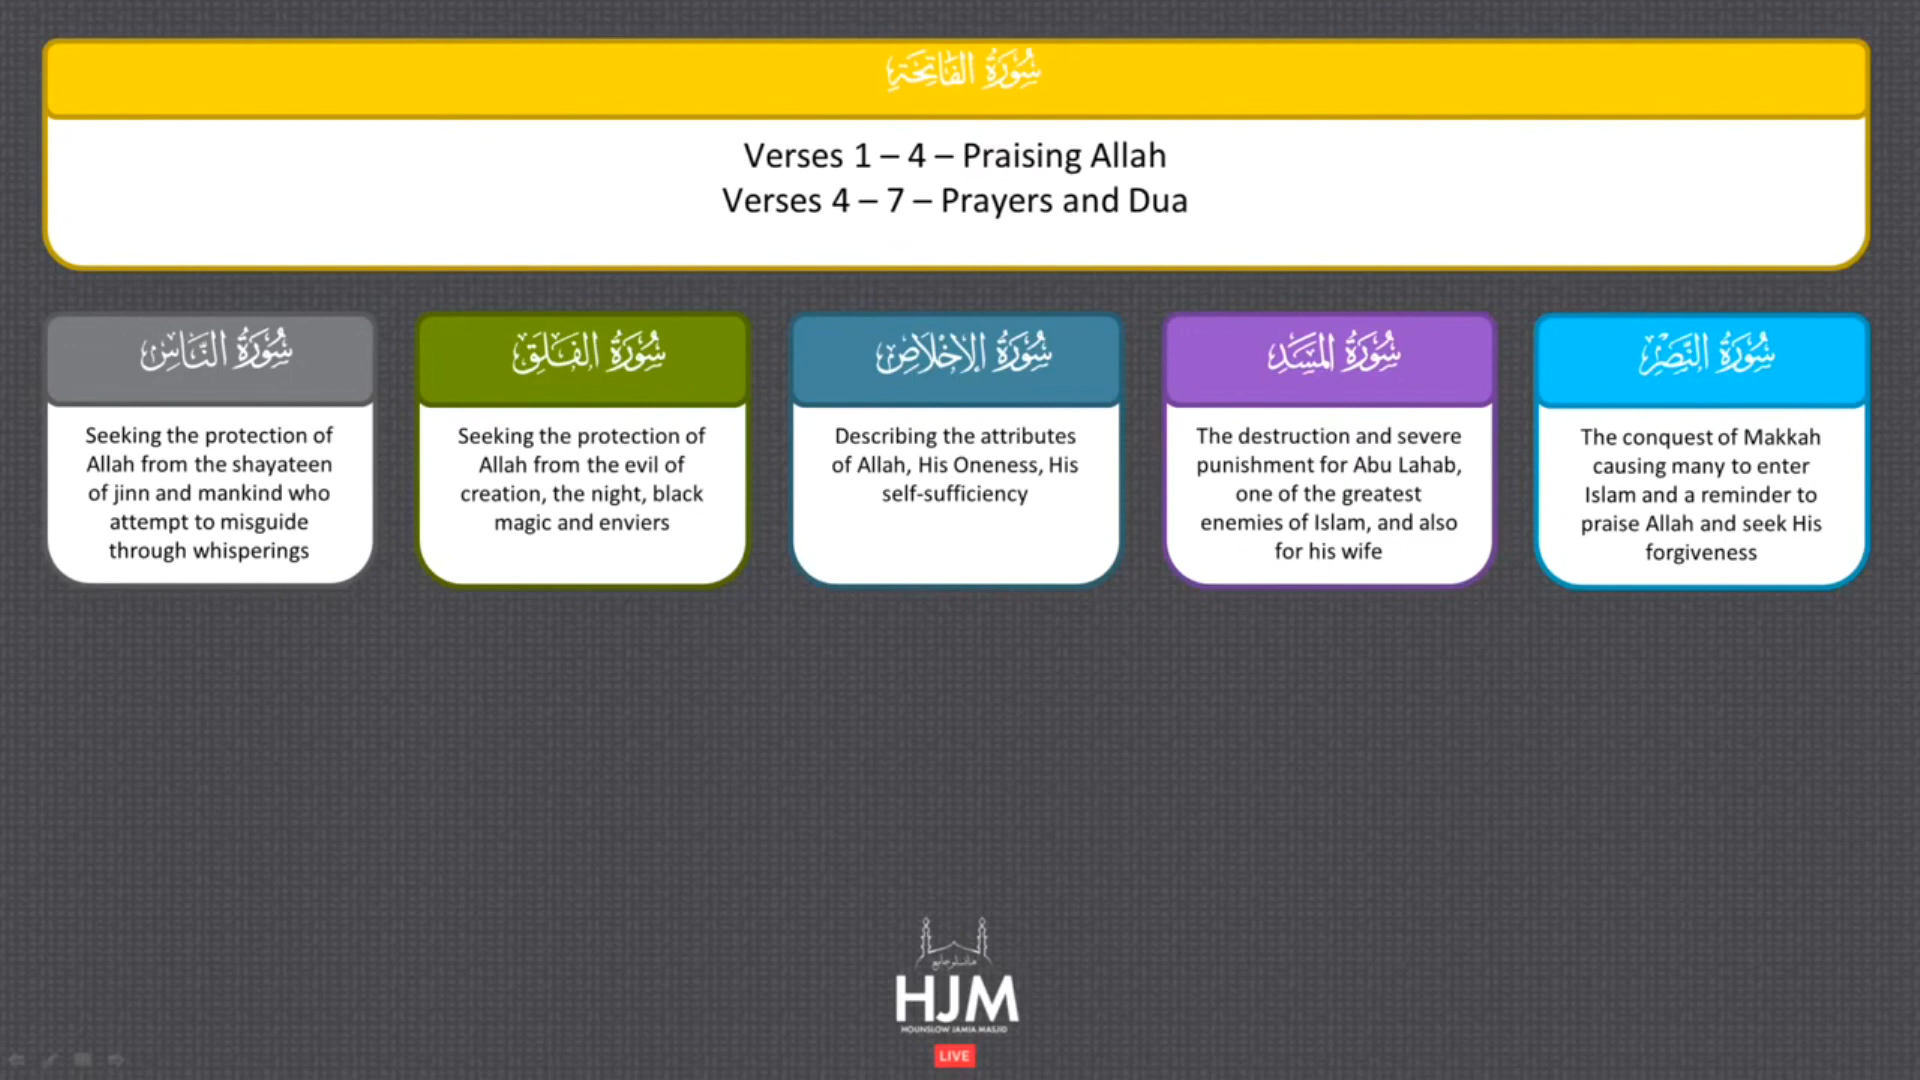 سُورَةُ الفَاتِحَةِ
Verses 1 – 4 – Praising Allah
Verses 4 – 7 – Prayers and Dua
سُورَةُ النَّاسِ
Seeking the protection of
Allah from the shayateen
of jinn and mankind who
attempt to misguide
through whisperings
سُورَةُ الفَلَقِ
Seeking the protection of
Allah from the evil of
creation, the night, black
magic and enviers
سُورَةُ الإِخْلَاصِ
Describing the attributes
of Allah, His Oneness, His
self-sufficiency
سُورَةُ المَسَدِ
The destruction and severe
punishment for Abu Lahab,
one of the greatest
enemies of Islam, and also
for his wife
سُورَةُ النَّصْرِ
The conquest of Makkah
causing many to enter
Islam and a reminder to
praise Allah and seek His
forgiveness
هانسلو جامع
HJM
HOUNSLOW JAMIA MASJID
LIVE